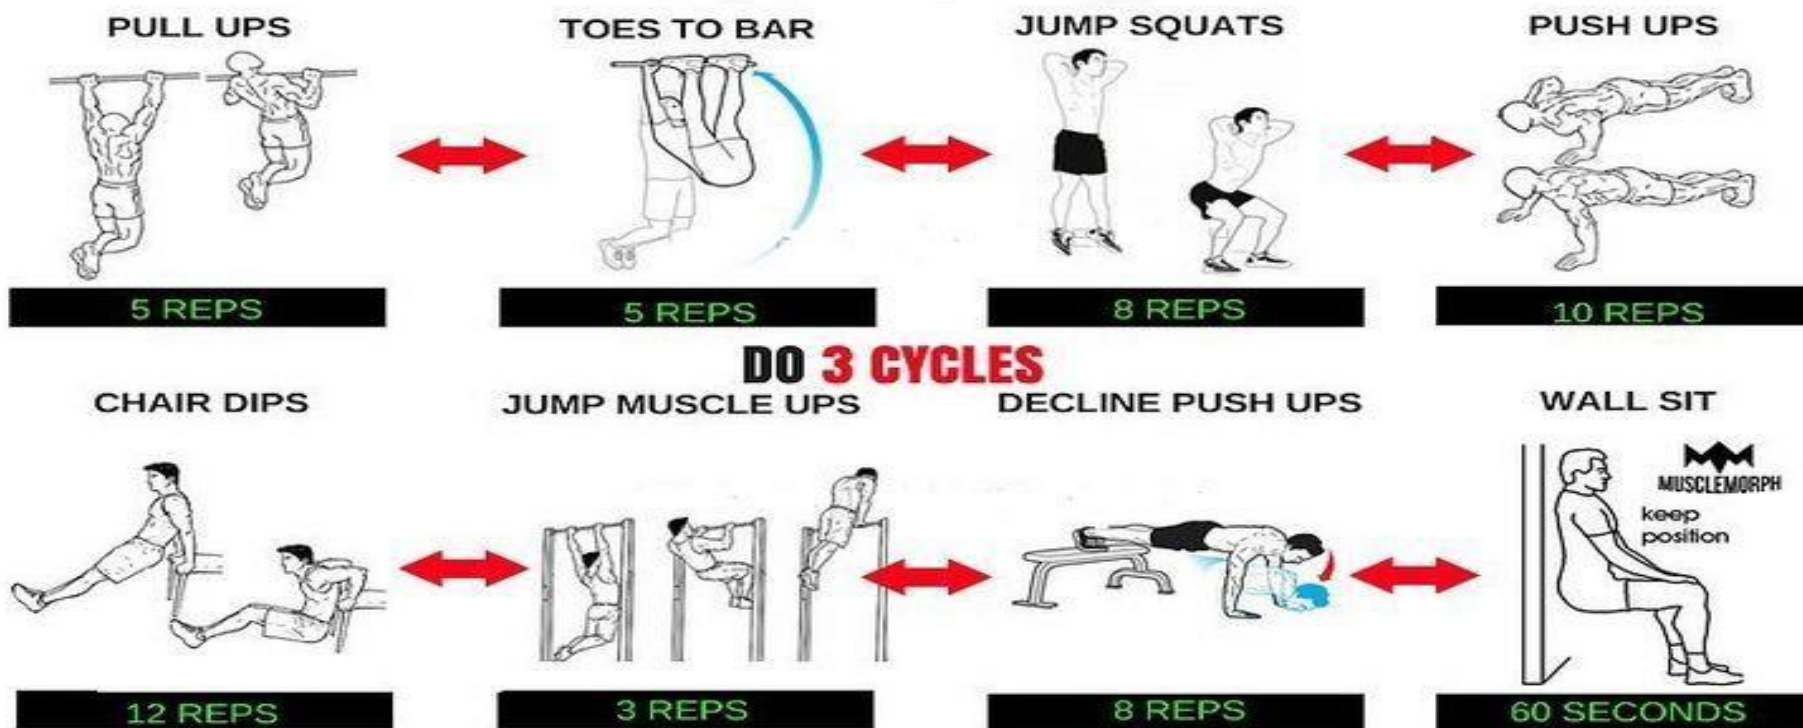 PULL UPS
TOES TO BAR
JUMP SQUATS
PUSH UPS
5 REPS
5 REPS
8 REPS
10 REPS
DO 3 CYCLES
CHAIR DIPS
JUMP MUSCLE UPS
DECLINE PUSH UPS
WALL SIT
MUSCLEMORPH
keep
position
12 REPS
3 REPS
8 REPS
60 SECONDS